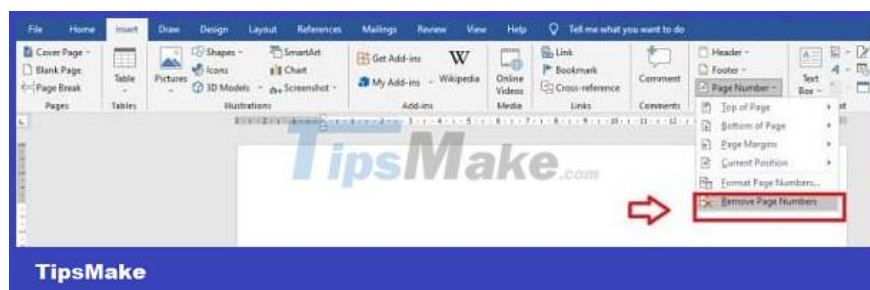 File Home Insert Draw Design Layout References Mailings Review View Help Tell me what you want to do
Cover Page
Blank Page
Page Break
Pages
Table
Tables
Pictures
Shapes
Icons
3D Models
SmartArt
Chart
Screenshot
Illustrations
Get Add-ins
My Add-ins
Wikipedia
Add-ins
Online
Videos
Media
Link
Bookmark
Cross-reference
Links
Comment
Comments
Header
Footer
Page Number
Text
Box
Top of Page
Bottom of Page
Page Margins
Current Position
Format Page Numbers...
Remove Page Numbers
TipsMake.com
TipsMake